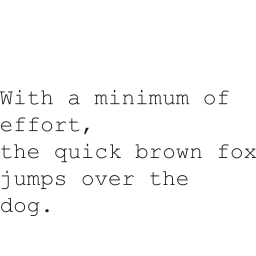 With a minimum of
effort,
the quick brown fox
jumps over the
dog.